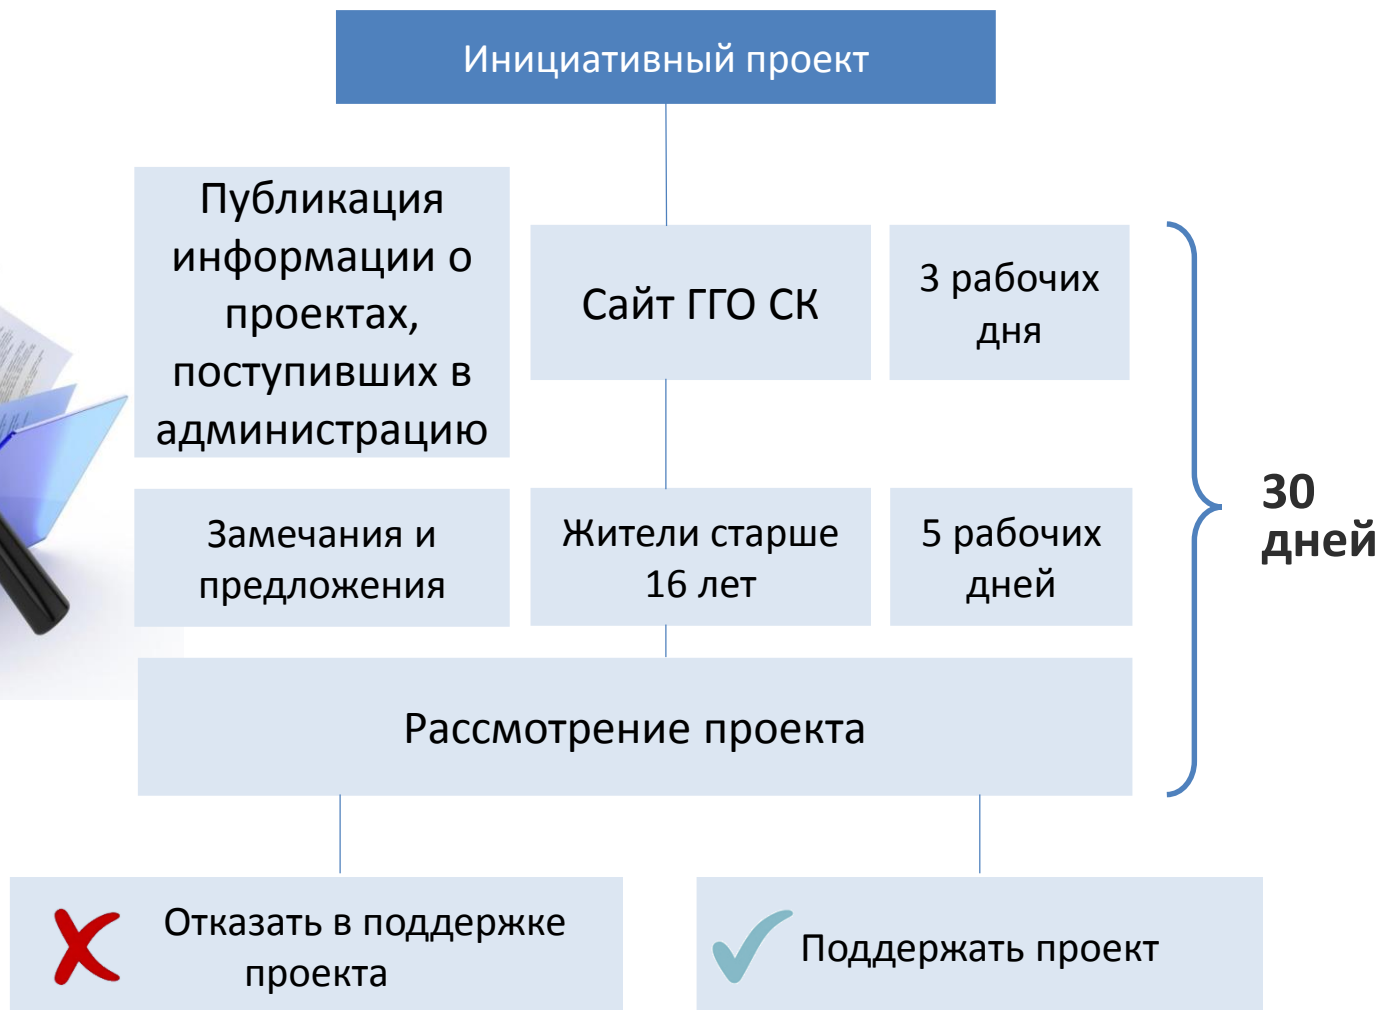 Инициативный проект
Публикация
информации о
проектах,
поступивших в
администрацию
Сайт ГГО СК
3 рабочих
дня
Замечания и
предложения
Жители старше
16 лет
5 рабочих
дней
30
дней
Рассмотрение проекта
Отказать в поддержке
проекта
Поддержать проект